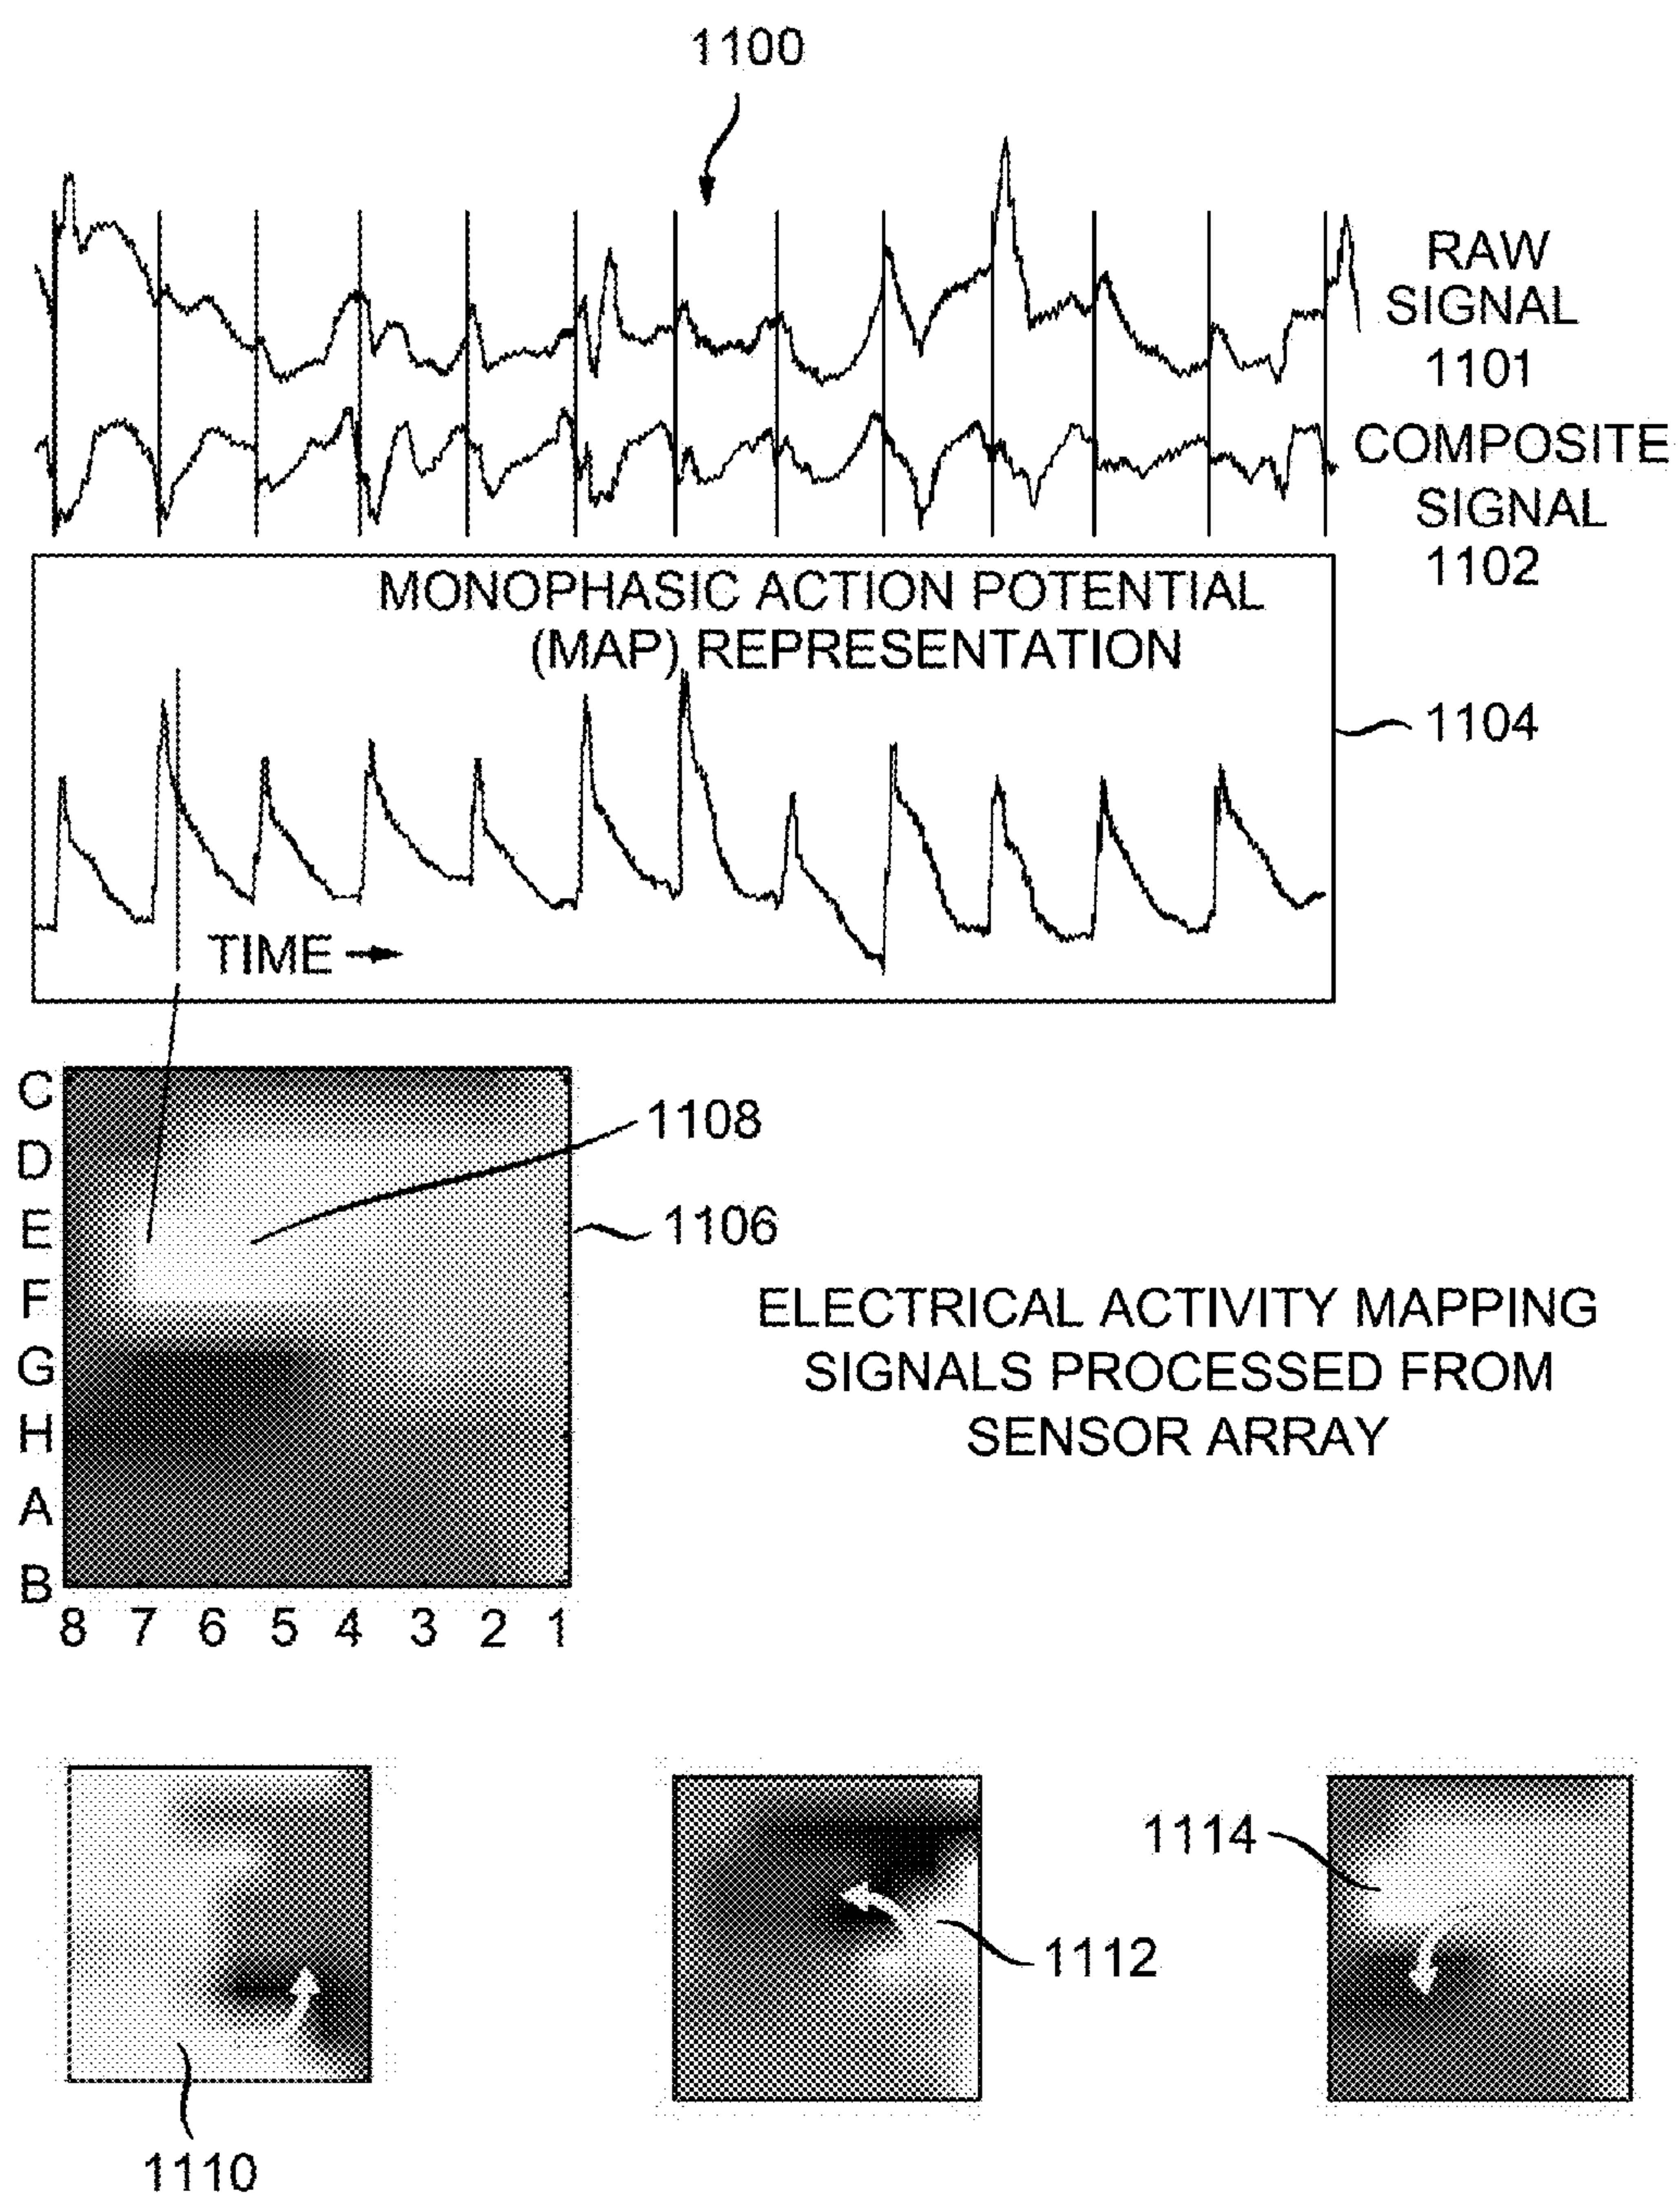 1100
RAW
SIGNAL
1101
COMPOSITE
SIGNAL
1102
MONOPHASIC ACTION POTENTIAL
(MAP) REPRESENTATION
1104
TIME
C
D
E
F
G
H
A
B
8 7 6 5 4 3 2 1
1108
1106
ELECTRICAL ACTIVITY MAPPING
SIGNALS PROCESSED FROM
SENSOR ARRAY
1110
1112
1114